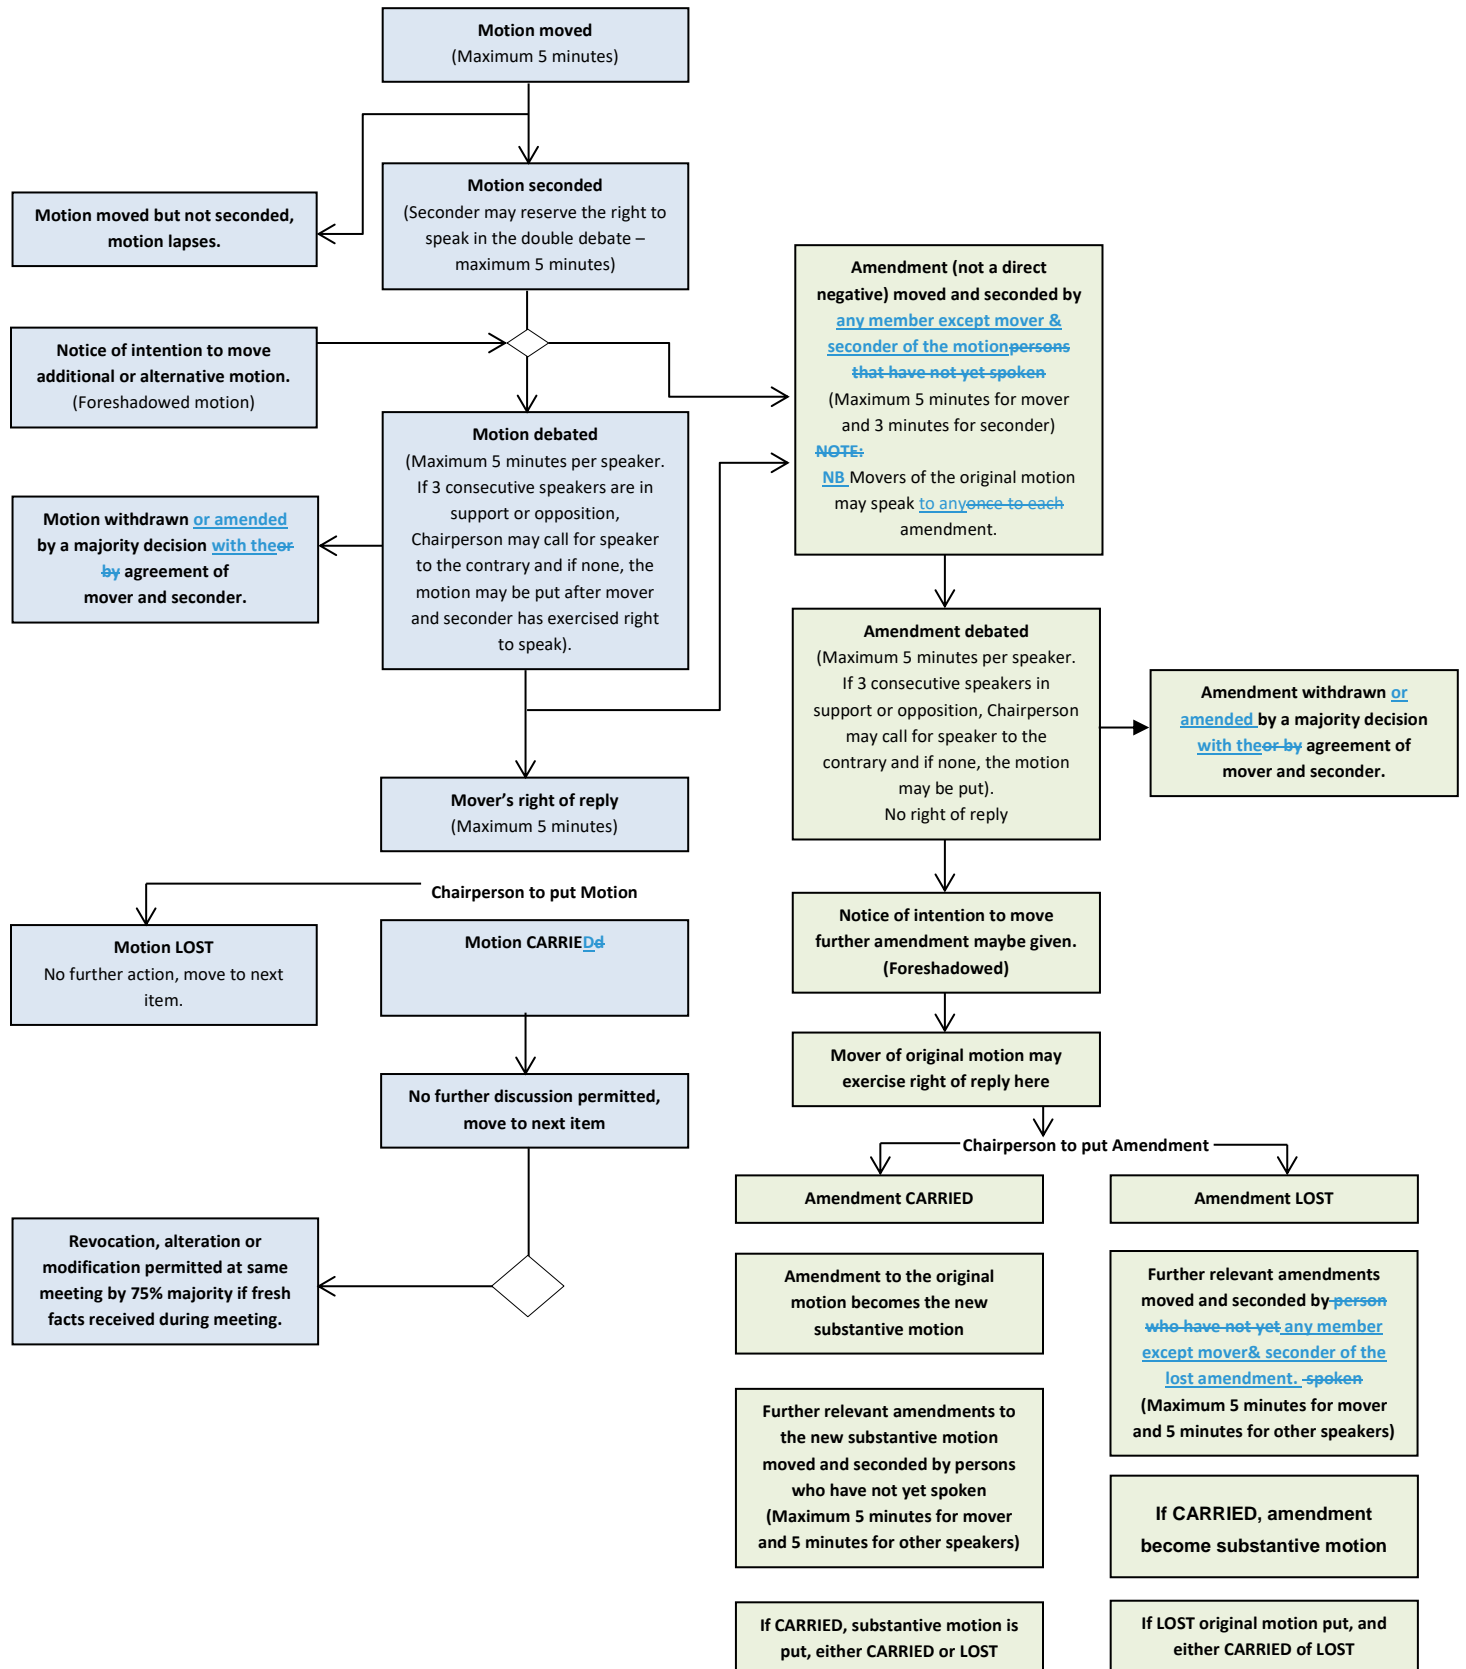 Motion moved
(Maximum 5 minutes)
Motion seconded
(Seconder may reserve the right to
speak in the double debate –
maximum 5 minutes)
Motion moved but not seconded,
motion lapses.
Notice of intention to move
additional or alternative motion.
(Foreshadowed motion)
Motion debated
(Maximum 5 minutes per speaker.
If 3 consecutive speakers are in
support or opposition,
Chairperson may call for speaker
to the contrary and if none, the
motion may be put after mover
and seconder has exercised right
to speak).
Motion withdrawn or amended
by a majority decision with theor
by agreement of
mover and seconder.
Mover’s right of reply
(Maximum 5 minutes)
Chairperson to put Motion
Motion LOST
No further action, move to next
item.
Motion CARRIEDd
No further discussion permitted,
move to next item
Revocation, alteration or
modification permitted at same
meeting by 75% majority if fresh
facts received during meeting.
Amendment (not a direct
negative) moved and seconded by
any member except mover &
seconder of the motionpersons
that have not yet spoken
(Maximum 5 minutes for mover
and 3 minutes for seconder)
NOTE:
NB Movers of the original motion
may speak to anyonce to each
amendment.
Amendment debated
(Maximum 5 minutes per speaker.
If 3 consecutive speakers in
support or opposition, Chairperson
may call for speaker to the
contrary and if none, the motion
may be put).
No right of reply
Amendment withdrawn or
amended by a majority decision
with theor by agreement of
mover and seconder.
Notice of intention to move
further amendment maybe given.
(Foreshadowed)
Mover of original motion may
exercise right of reply here
Chairperson to put Amendment
Amendment CARRIED
Amendment to the original
motion becomes the new
substantive motion
Further relevant amendments to
the new substantive motion
moved and seconded by persons
who have not yet spoken
(Maximum 5 minutes for mover
and 5 minutes for other speakers)
If CARRIED, substantive motion is
put, either CARRIED or LOST
Amendment LOST
Further relevant amendments
moved and seconded by person
who have not yet any member
except mover& seconder of the
lost amendment. spoken
(Maximum 5 minutes for mover
and 5 minutes for other speakers)
If CARRIED, amendment
become substantive motion
If LOST original motion put, and
either CARRIED of LOST